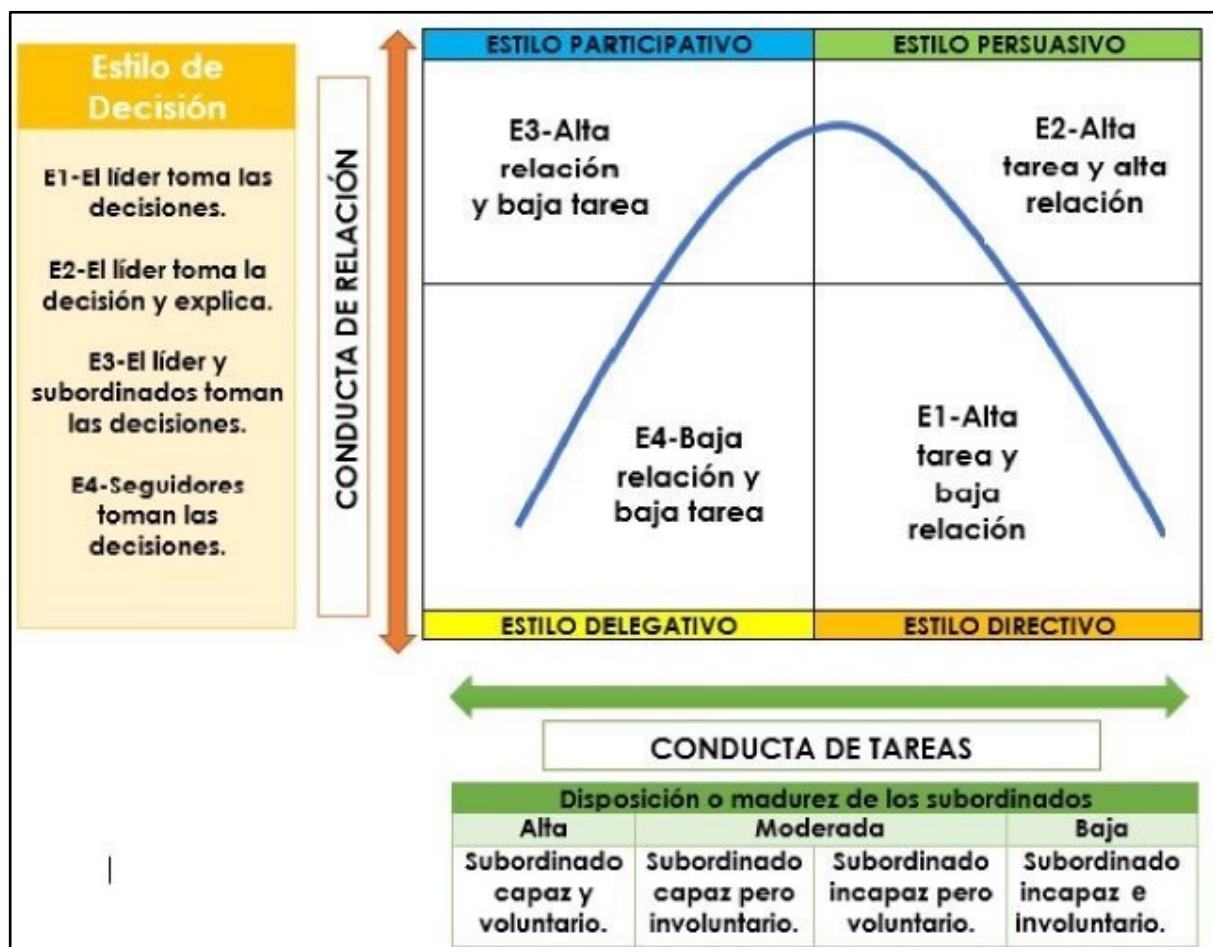 Estilo de
Decisión
E1-El líder toma las
decisiones.
E2-El líder toma la
decisión y explica.
E3-El líder y
subordinados toman
las decisiones.
E4-Seguidores
toman las
decisiones.
CONDUCTA DE RELACIÓN
ESTILO PARTICIPATIVO
ESTILO PERSUASIVO
E3-Alta
relación
y baja tarea
E2-Alta
tarea y alta
relación
E4-Baja
relación y
baja tarea
E1-Alta
tarea y
baja
relación
ESTILO DELEGATIVO
ESTILO DIRECTIVO
CONDUCTA DE TAREAS
Disposición o madurez de los subordinados
Alta
Moderada
Baja
Subordinado
capaz y
voluntario.
Subordinado
capaz pero
involuntario.
Subordinado
incapaz pero
voluntario.
Subordinado
incapaz e
involuntario.